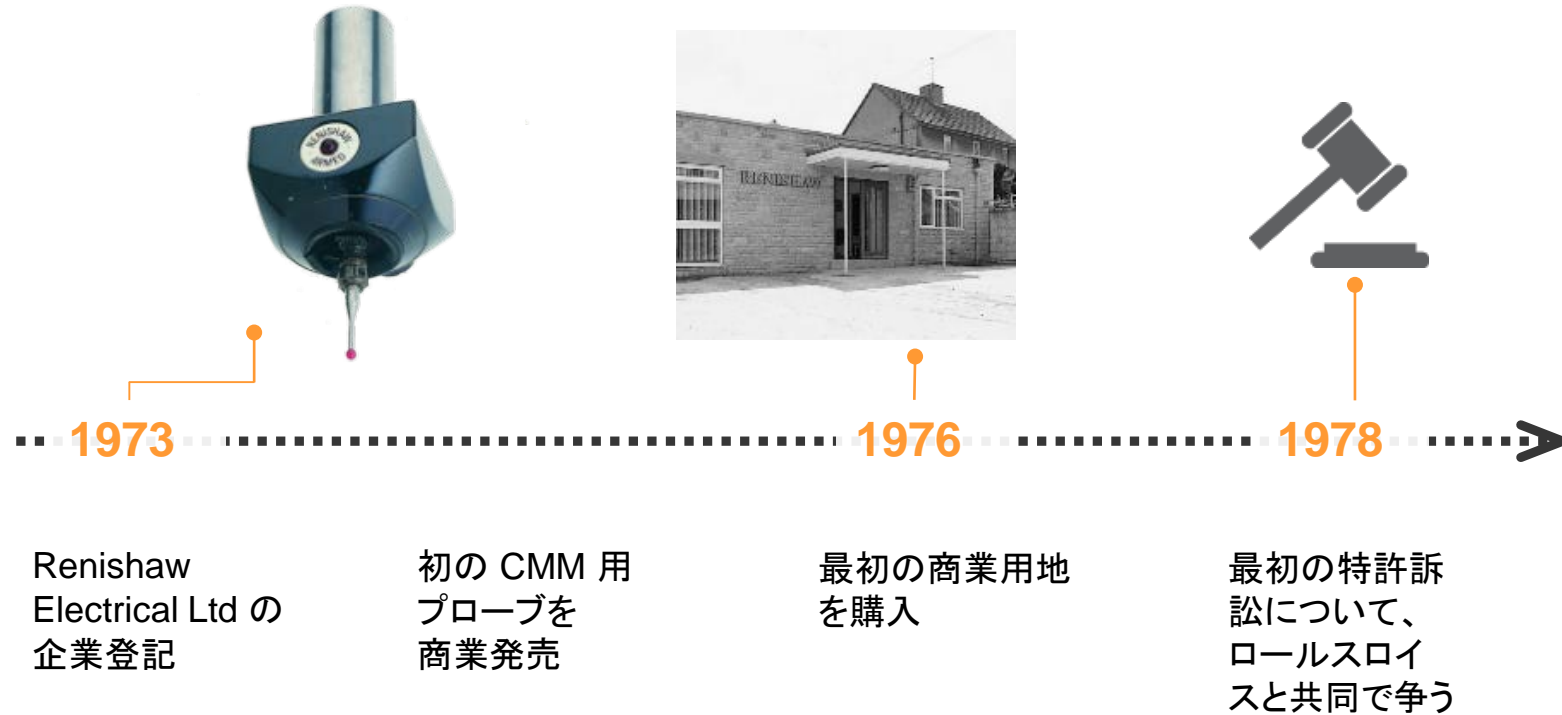 RENISHAW
ARMED
RENISHAW
1973
1976
1978
Renishaw
Electrical Ltd の
企業登記
初の CMM 用
プローブを
商業発売
最初の商業用地
を購入
最初の特許訴
訟について、
ロールスロイ
スと共同で争う